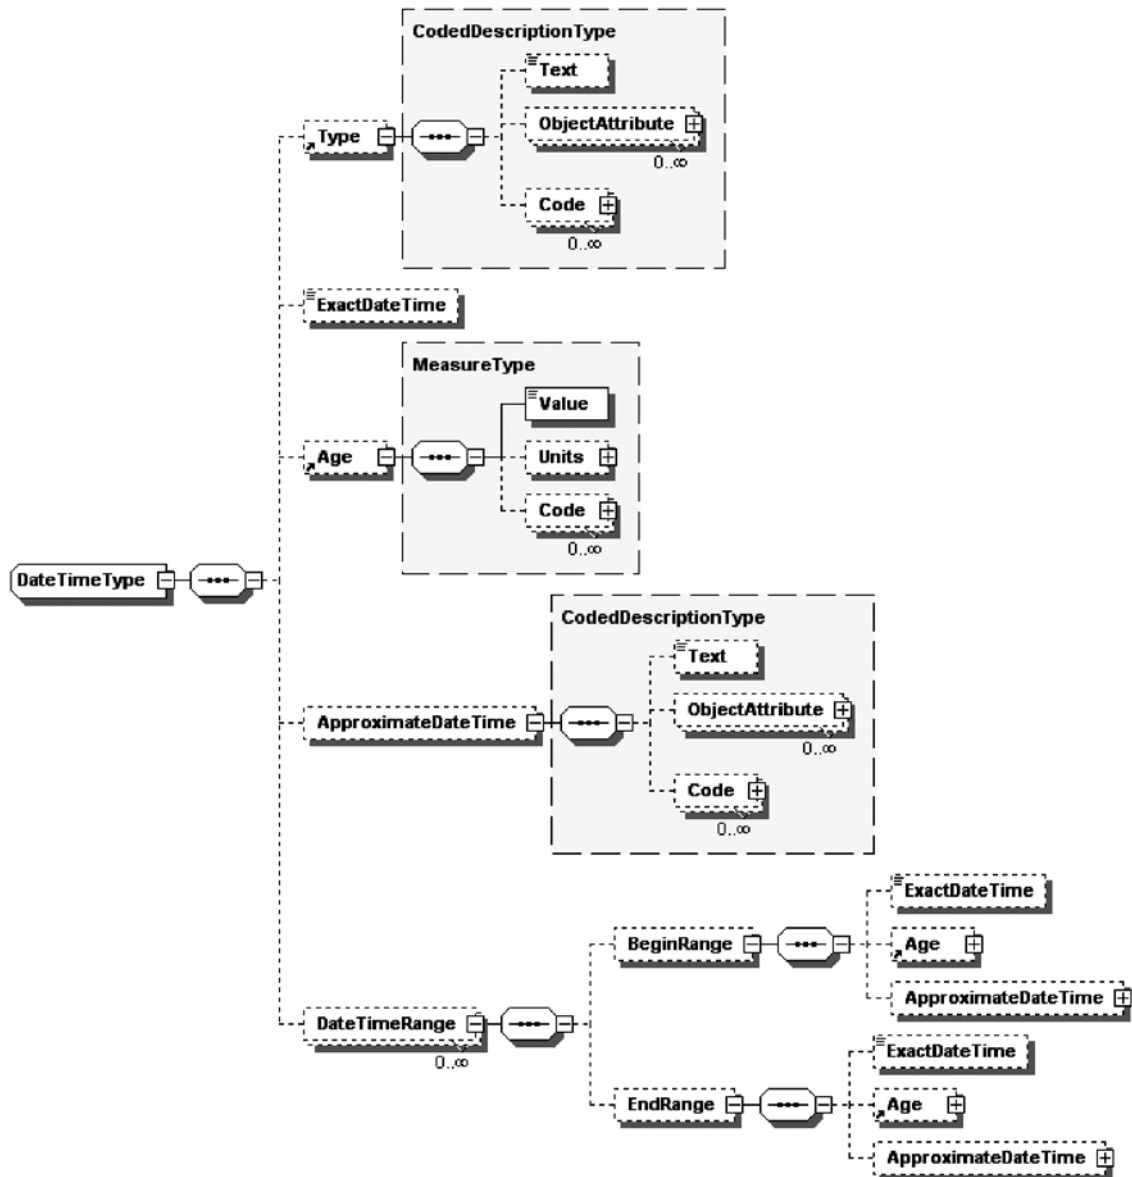 CodedDescriptionType
Text
ObjectAttribute
0..∞
Type
Code
0..∞
ExactDateTime
MeasureType
Value
Age
Units
Code
0..∞
DateTimeType
CodedDescriptionType
Text
ObjectAttribute
0..∞
ApproximateDateTime
Code
0..∞
ExactDateTime
BeginRange
Age
ApproximateDateTime
DateTimeRange
0..∞
ExactDateTime
EndRange
Age
ApproximateDateTime